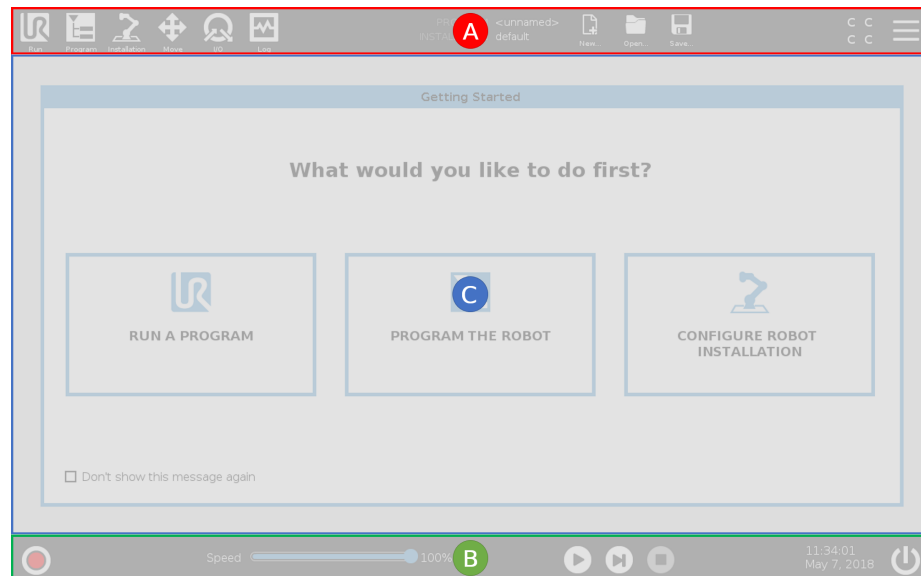 <unnamed>
A
C C
default
C C
Run
Program
Installation
Move
I/O
Log
New...
Open...
Save...
Getting Started
What would you like to do first?
C
RUN A PROGRAM
PROGRAM THE ROBOT
CONFIGURE ROBOT
INSTALLATION
Don't show this message again
Speed
100%
B
11:34:01
May 7, 2018